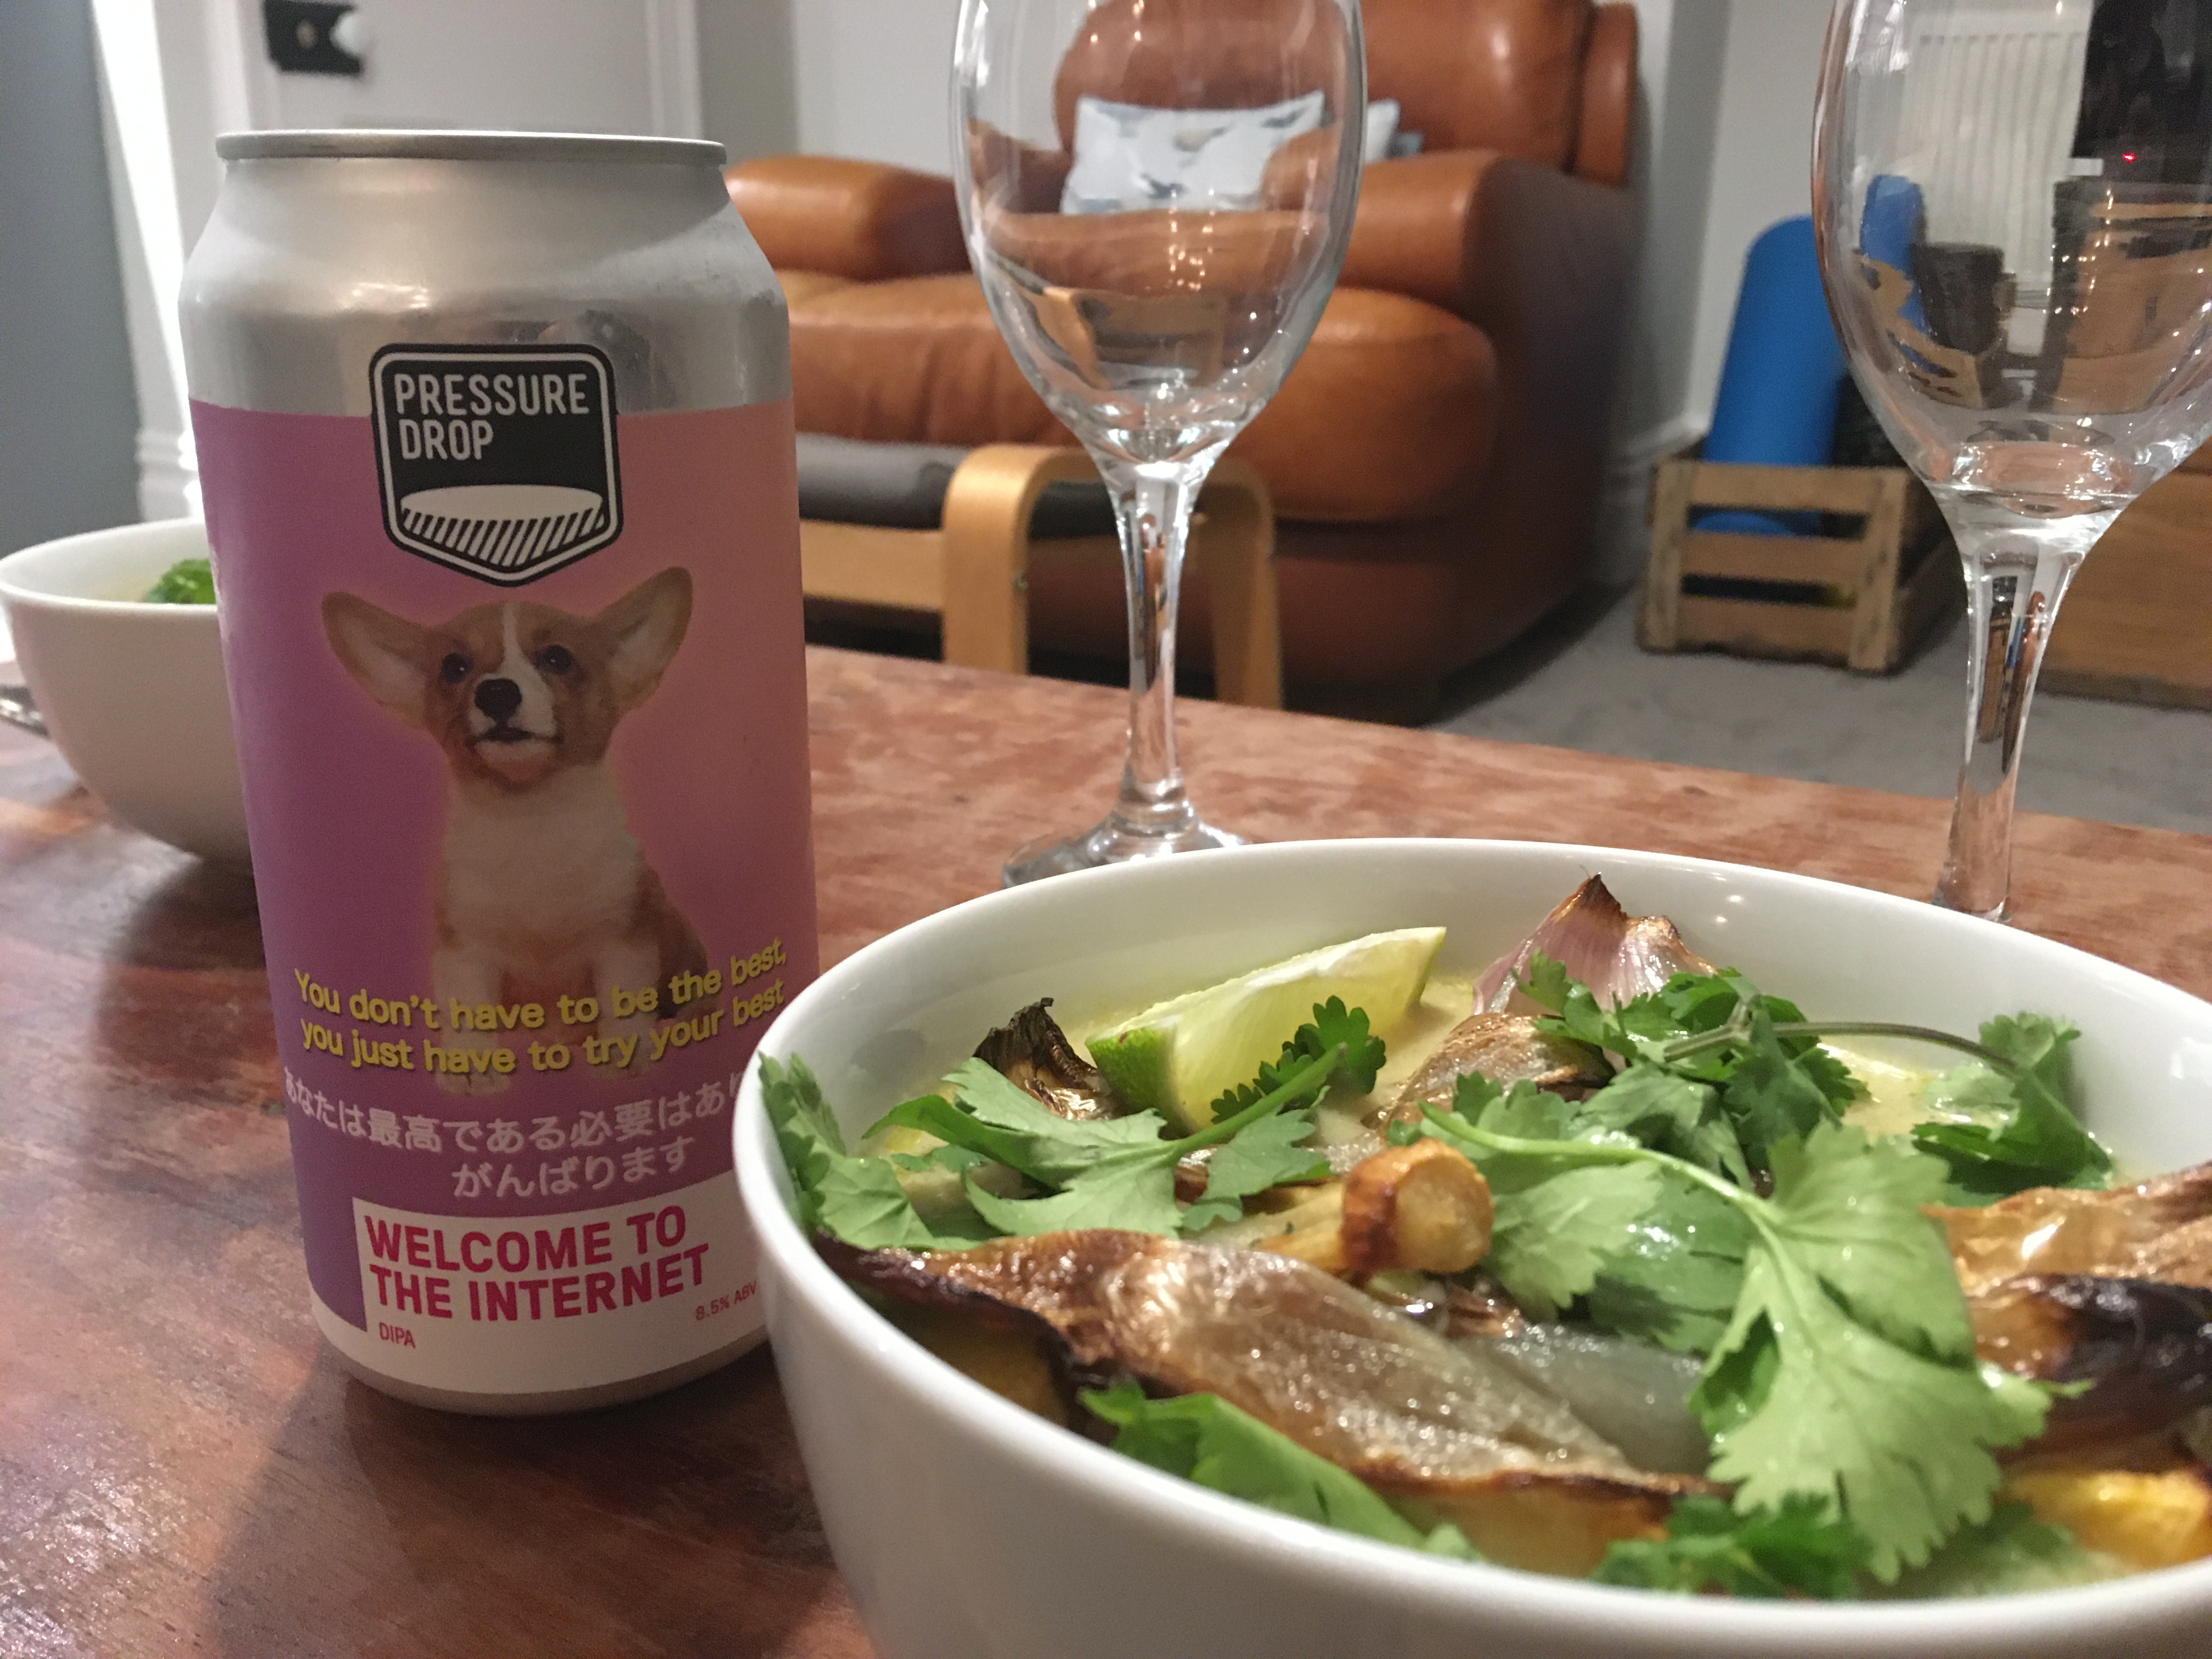 PRESSURE
DROP
You don't have to be the best,
you just have to try your best
あなたは最高である必要はあ
がんばります
WELCOME TO
THE INTERNET
DIPA
8.5% ABV